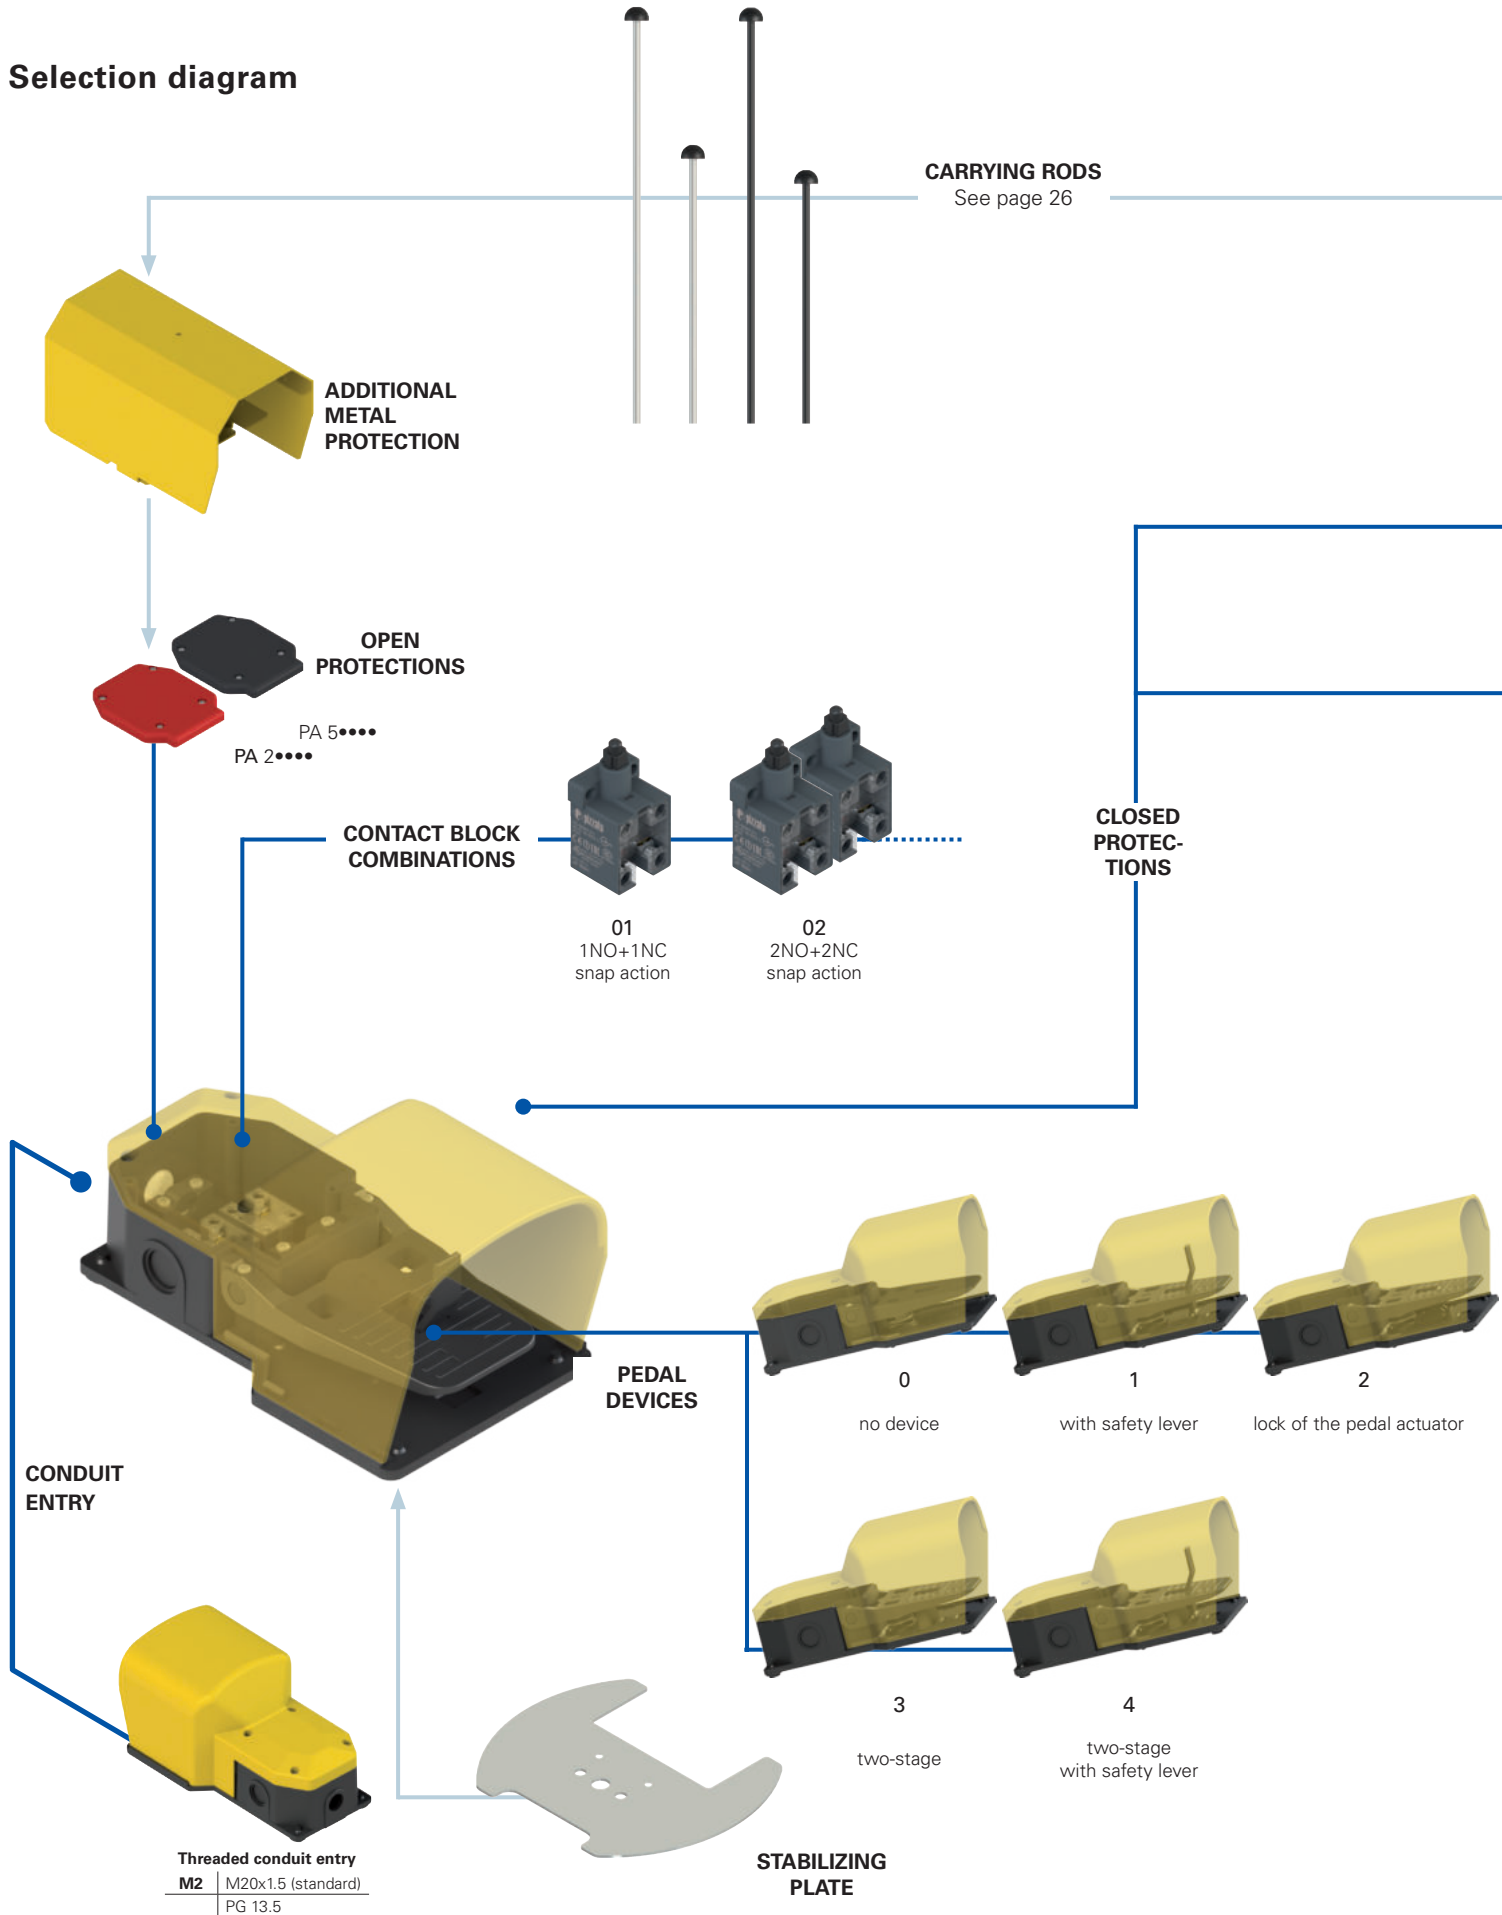 Selection diagram
CARRYING RODS
See page 26
ADDITIONAL
METAL
PROTECTION
OPEN
PROTECTIONS
PA 5••••
PA 2••••
CONTACT BLOCK
COMBINATIONS
pizzato
01
1NO+1NC
snap action
02
2NO+2NC
snap action
CLOSED
PROTEC-
TIONS
PEDAL
DEVICES
0
no device
1
with safety lever
2
lock of the pedal actuator
3
two-stage
4
two-stage
with safety lever
CONDUIT
ENTRY
Threaded conduit entry
M2 M20x1.5 (standard)
PG 13.5
STABILIZING
PLATE